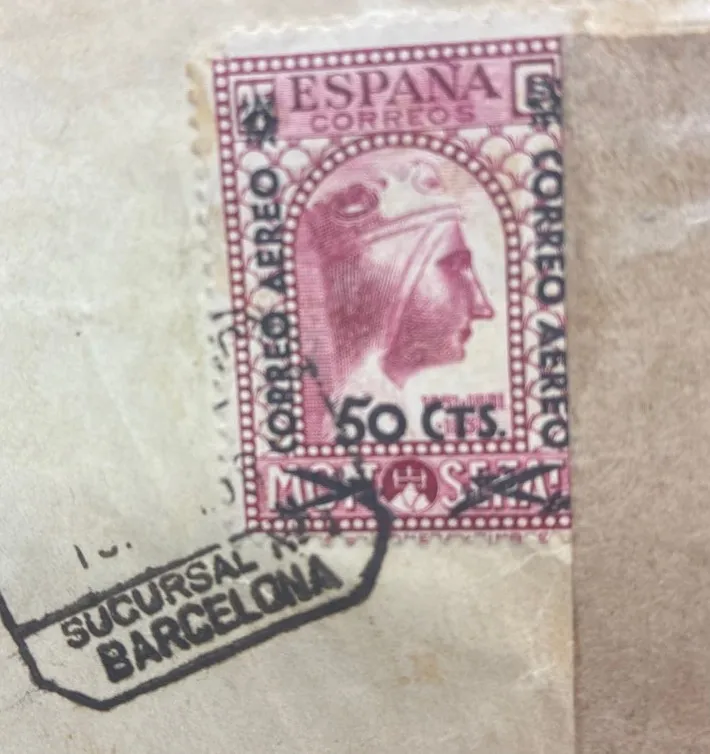 ESPAÑA
CORREOS
CORREO AEREO
CORREO AEREO
50 CTS.
SUCURSAL
BARCELONA